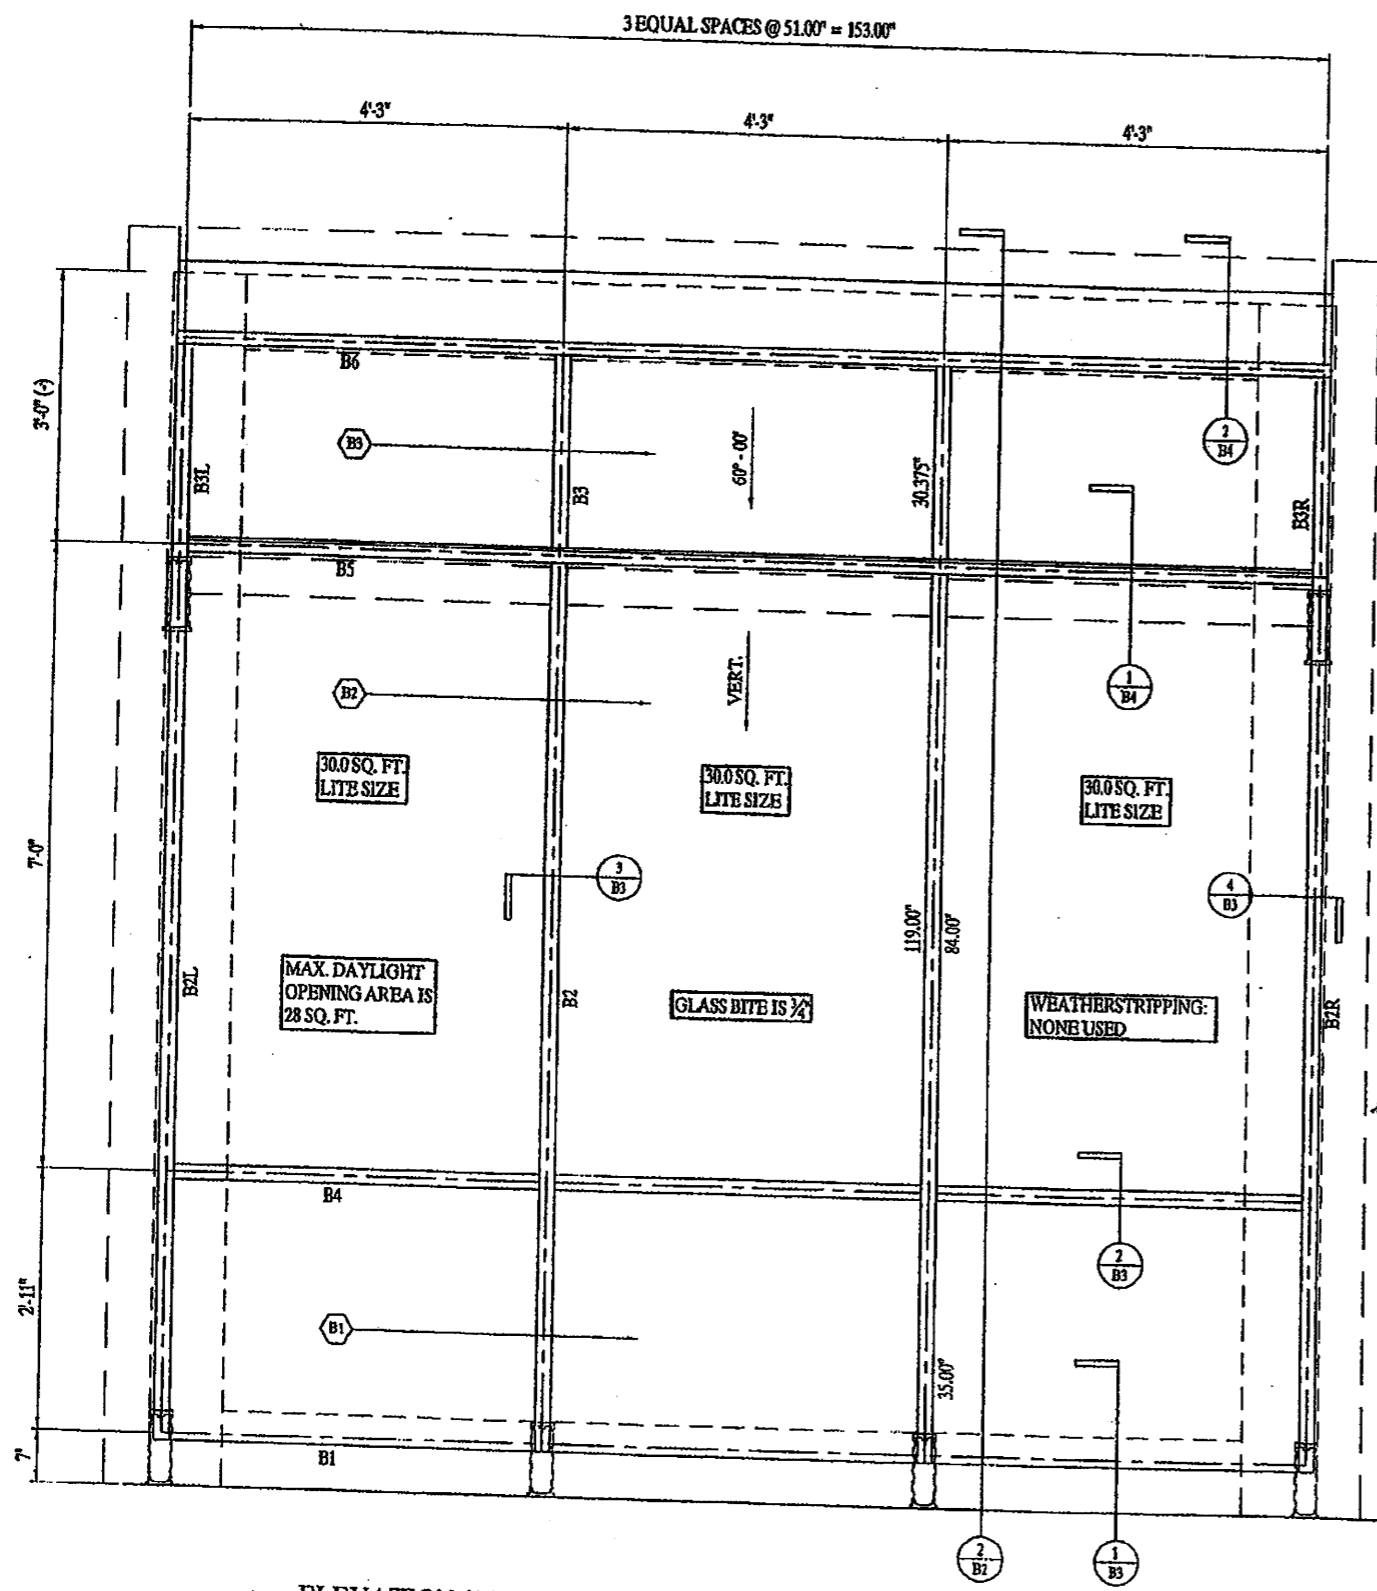 3 EQUAL SPACES @ 51.00" = 153.00"
4'-3"
4'-3"
4'-3"
3'-0" (-)
B6
2
B4
B3
B3L
B3
60° - 00'
30.375"
B3R
B5
1
B4
B2
VERT.
30.0 SQ. FT.
LITE SIZE
30.0 SQ. FT.
LITE SIZE
30.0 SQ. FT.
LITE SIZE
7'-0"
3
B3
4
B3
119.00"
84.00"
B2L
MAX. DAYLIGHT
OPENING AREA IS
28 SQ. FT.
B2
GLASS BITE IS ¾"
WEATHERSTRIPPING:
NONE USED
B2R
B4
2
B3
2'-11"
B1
35.00"
7"
B1
2
B2
1
B3